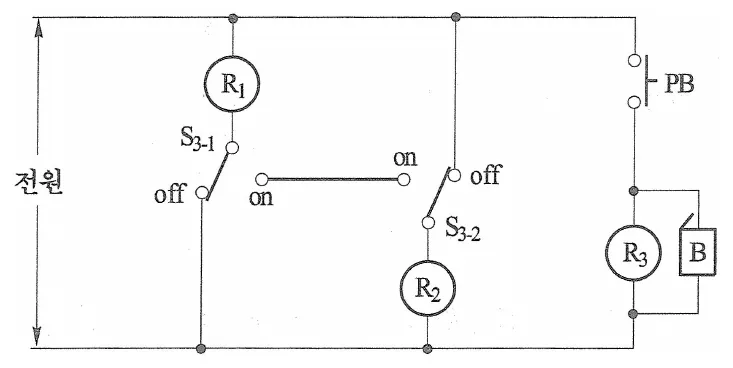 R₁
PB
S₃₋₁
on
off
전원
off
on
S₃₋₂
R₃
B
R₂